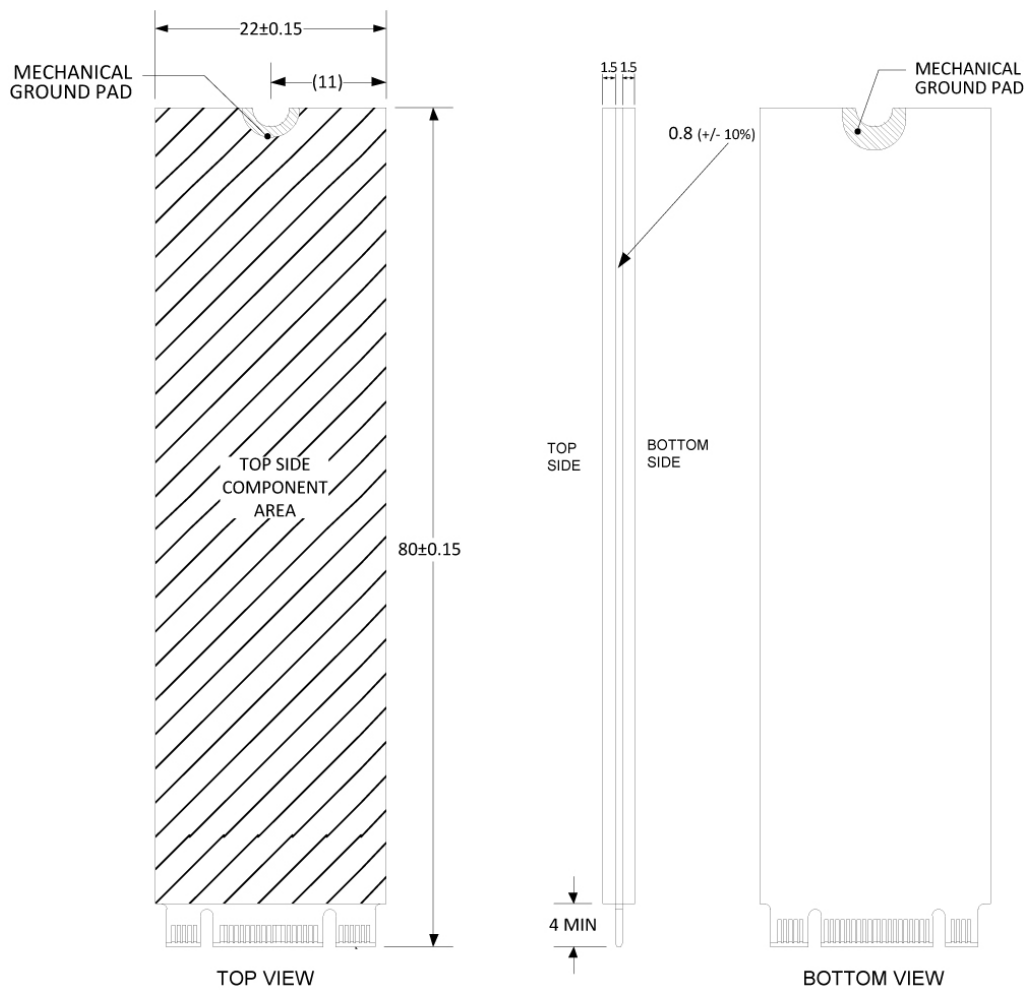 22±0.15
MECHANICAL
GROUND PAD
(11)
1.5 1.5
MECHANICAL
GROUND PAD
0.8 (+/- 10%)
TOP SIDE
COMPONENT
AREA
TOP
SIDE
BOTTOM
SIDE
80±0.15
4 MIN
TOP VIEW
BOTTOM VIEW